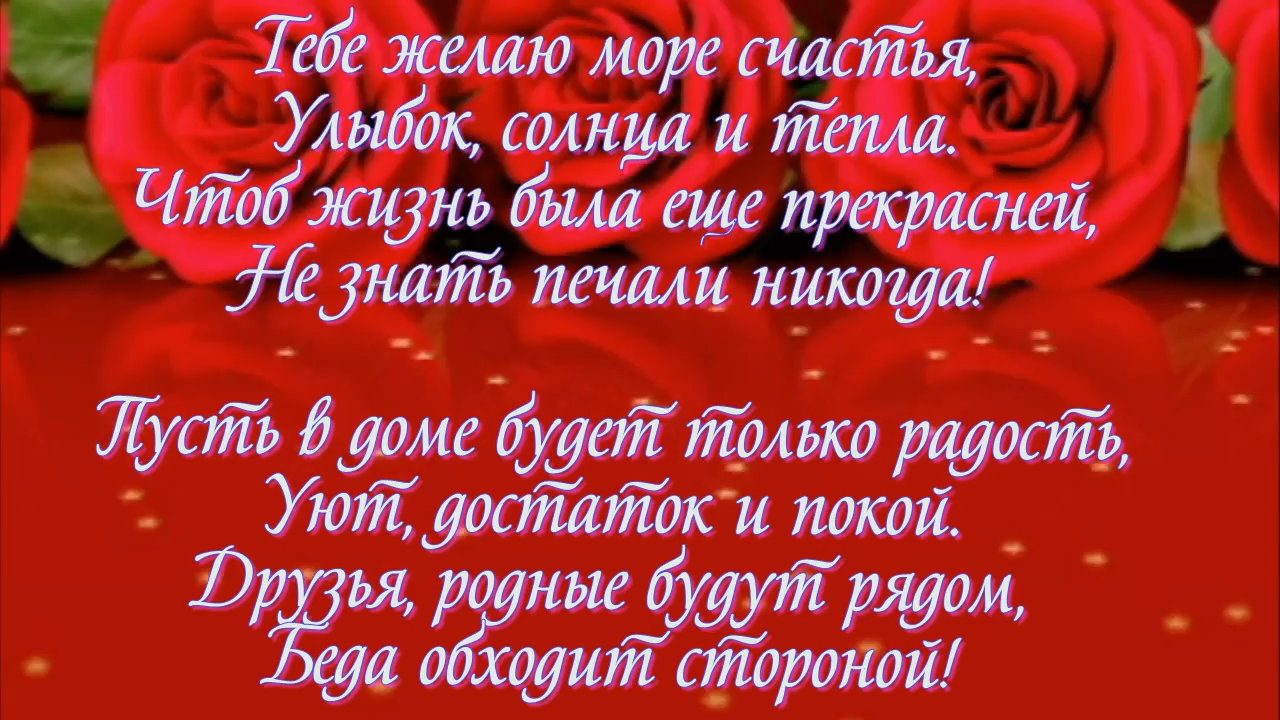 Тебе желаю море счастья,
Улыбок, солнца и тепла.
Чтоб жизнь была еще прекрасней,
Не знать печали никогда!
Пусть в доме будет только радость,
Уют, достаток и покой.
Друзья, родные будут рядом,
Беда обходит стороной!